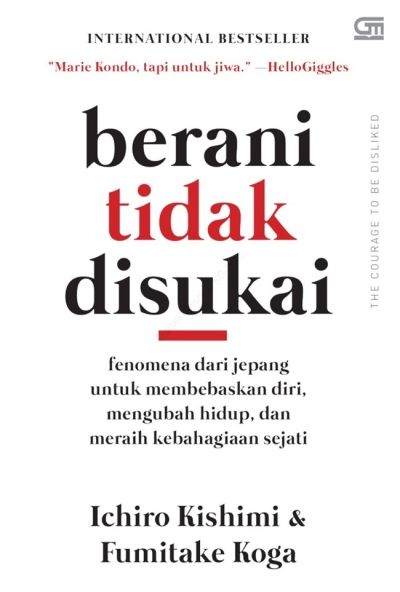 GM
INTERNATIONAL BESTSELLER
"Marie Kondo, tapi untuk jiwa." —HelloGiggles
berani
tidak
disukai
THE COURAGE TO BE DISLIKED
fenomena dari jepang
untuk membebaskan diri,
mengubah hidup, dan
meraih kebahagiaan sejati
Ichiro Kishimi &
Fumitake Koga